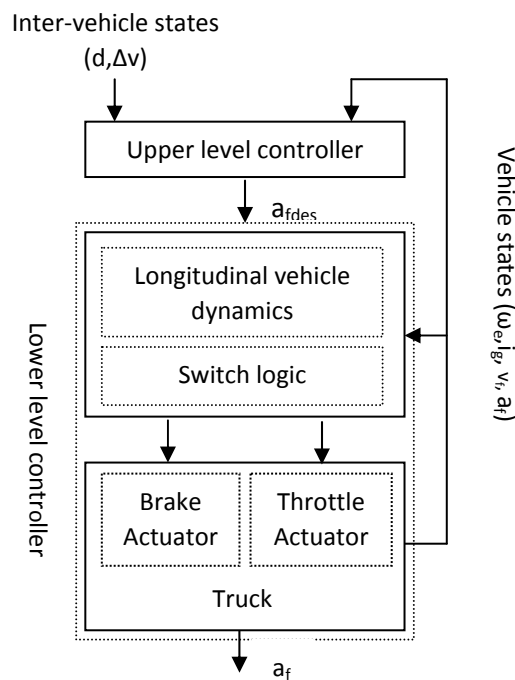 Inter-vehicle states
(d,Δv)
Upper level controller
a_fdes
Longitudinal vehicle
dynamics
Switch logic
Brake
Actuator
Throttle
Actuator
Truck
a_f
Lower level controller
Vehicle states (ω_e,i_g, v_f, a_f)